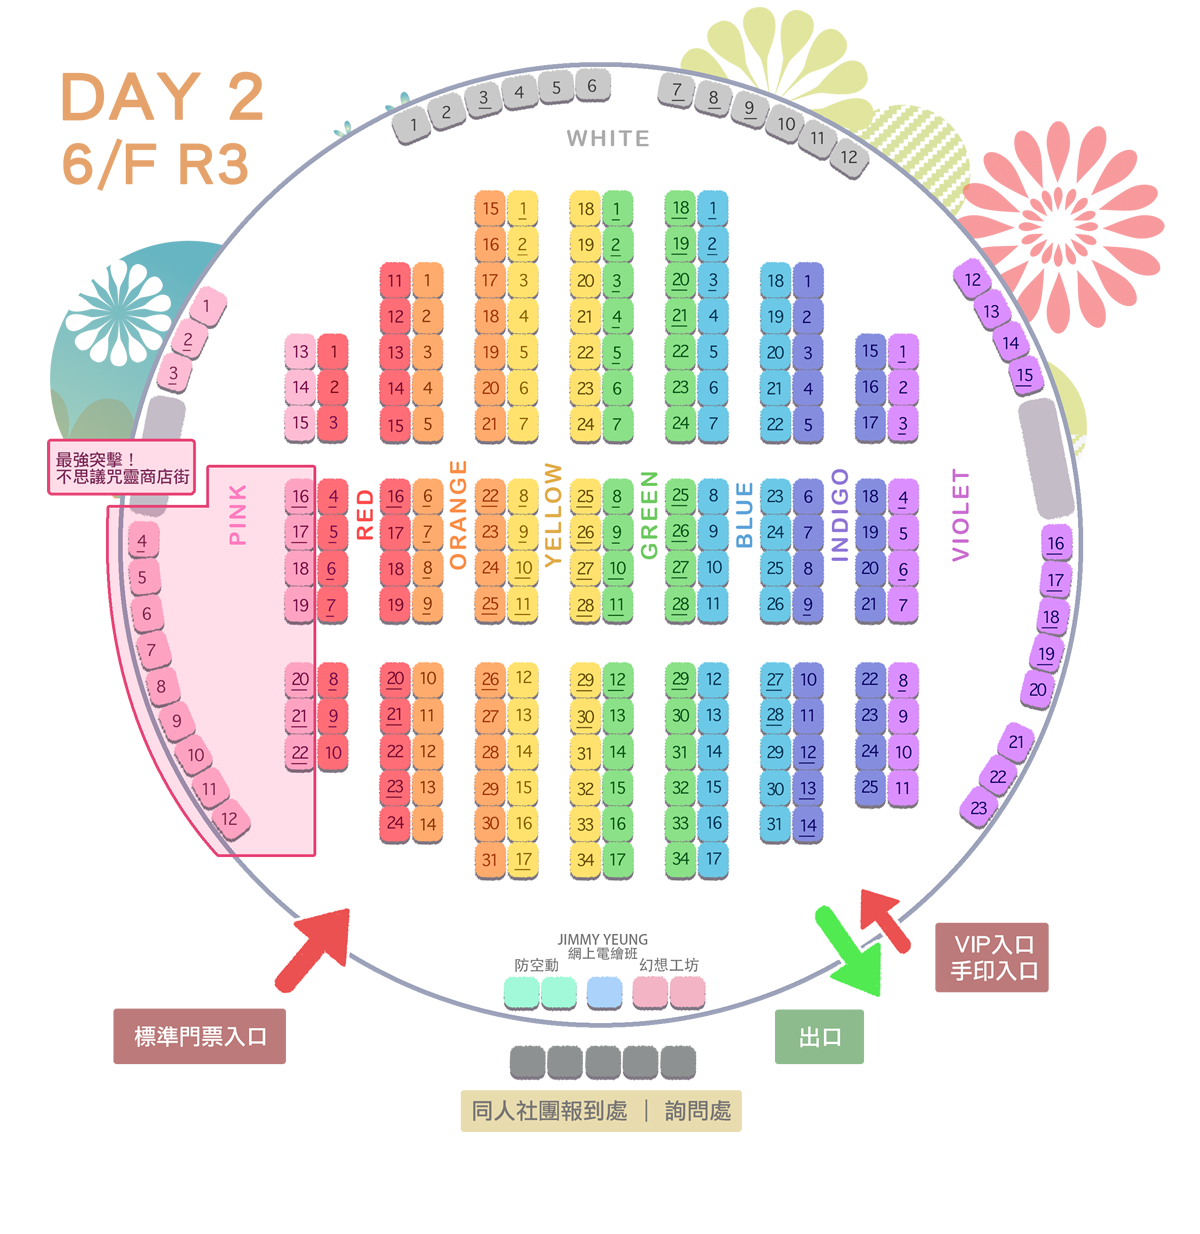 DAY 2
6/F R3
1 2 3 4 5 6 7 8 9 10 11 12
WHITE
15 1 18 1 18 1
16 2 19 2 19 2
11 1 17 3 20 3 20 3 18 1
12 2 18 4 21 4 21 4 19 2
13 1 13 3 19 5 22 5 22 5 20 3 15 1
14 2 14 4 20 6 23 6 23 6 21 4 16 2
15 3 15 5 21 7 24 7 24 7 22 5 17 3
1
2
3
12
13
14
15
最強突擊！
不思議咒靈商店街
PINK
RED
ORANGE
YELLOW
GREEN
BLUE
INDIGO
VIOLET
16 4 16 6 22 8 25 8 25 8 23 6 18 4
17 5 17 7 23 9 26 9 26 9 24 7 19 5
18 6 18 8 24 10 27 10 27 10 25 8 20 6
19 7 19 9 25 11 28 11 28 11 26 9 21 7
20 8 20 10 26 12 29 12 29 12 27 10 22 8
21 9 21 11 27 13 30 13 30 13 28 11 23 9
22 10 22 12 28 14 31 14 31 14 29 12 24 10
23 13 29 15 32 15 32 15 30 13 25 11
24 14 30 16 33 16 33 16 31 14
31 17 34 17 34 17
4
5
6
7
8
9
10
11
12
16
17
18
19
20
21
22
23
JIMMY YEUNG
網上電繪班
防空動
幻想工坊
VIP入口
手印入口
標準門票入口
出口
同人社團報到處 ｜ 詢問處